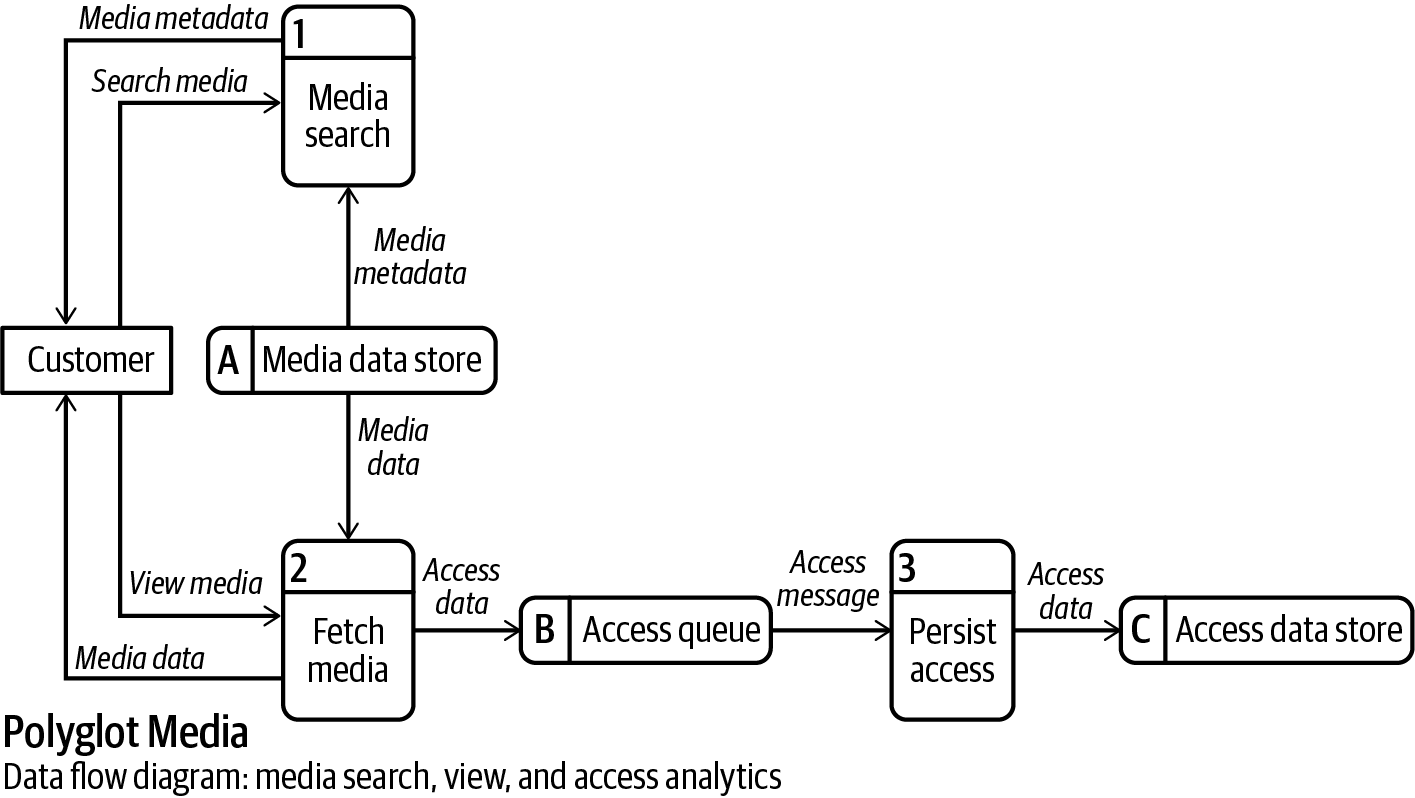 Media metadata
1
Search media
Media
search
Media
metadata
Customer
A
Media data store
Media
data
View media
2
Fetch
media
Media data
Access
data
B
Access queue
Access
message
3
Persist
access
Access
data
C
Access data store
Polyglot Media
Data flow diagram: media search, view, and access analytics